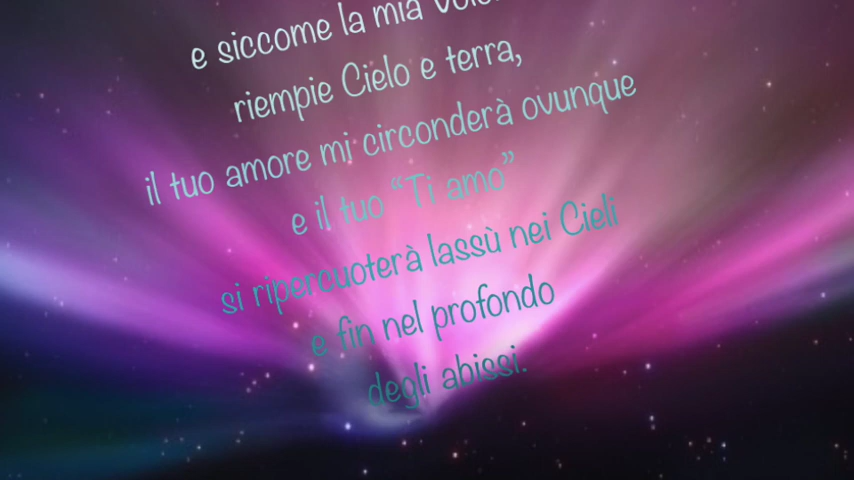 e siccome la mia
riempie Cielo e terra,
il tuo amore mi circonderà ovunque
e il tuo “Ti amo”
si ripercuoterà lassù nei Cieli
e fin nel profondo
degli abissi.